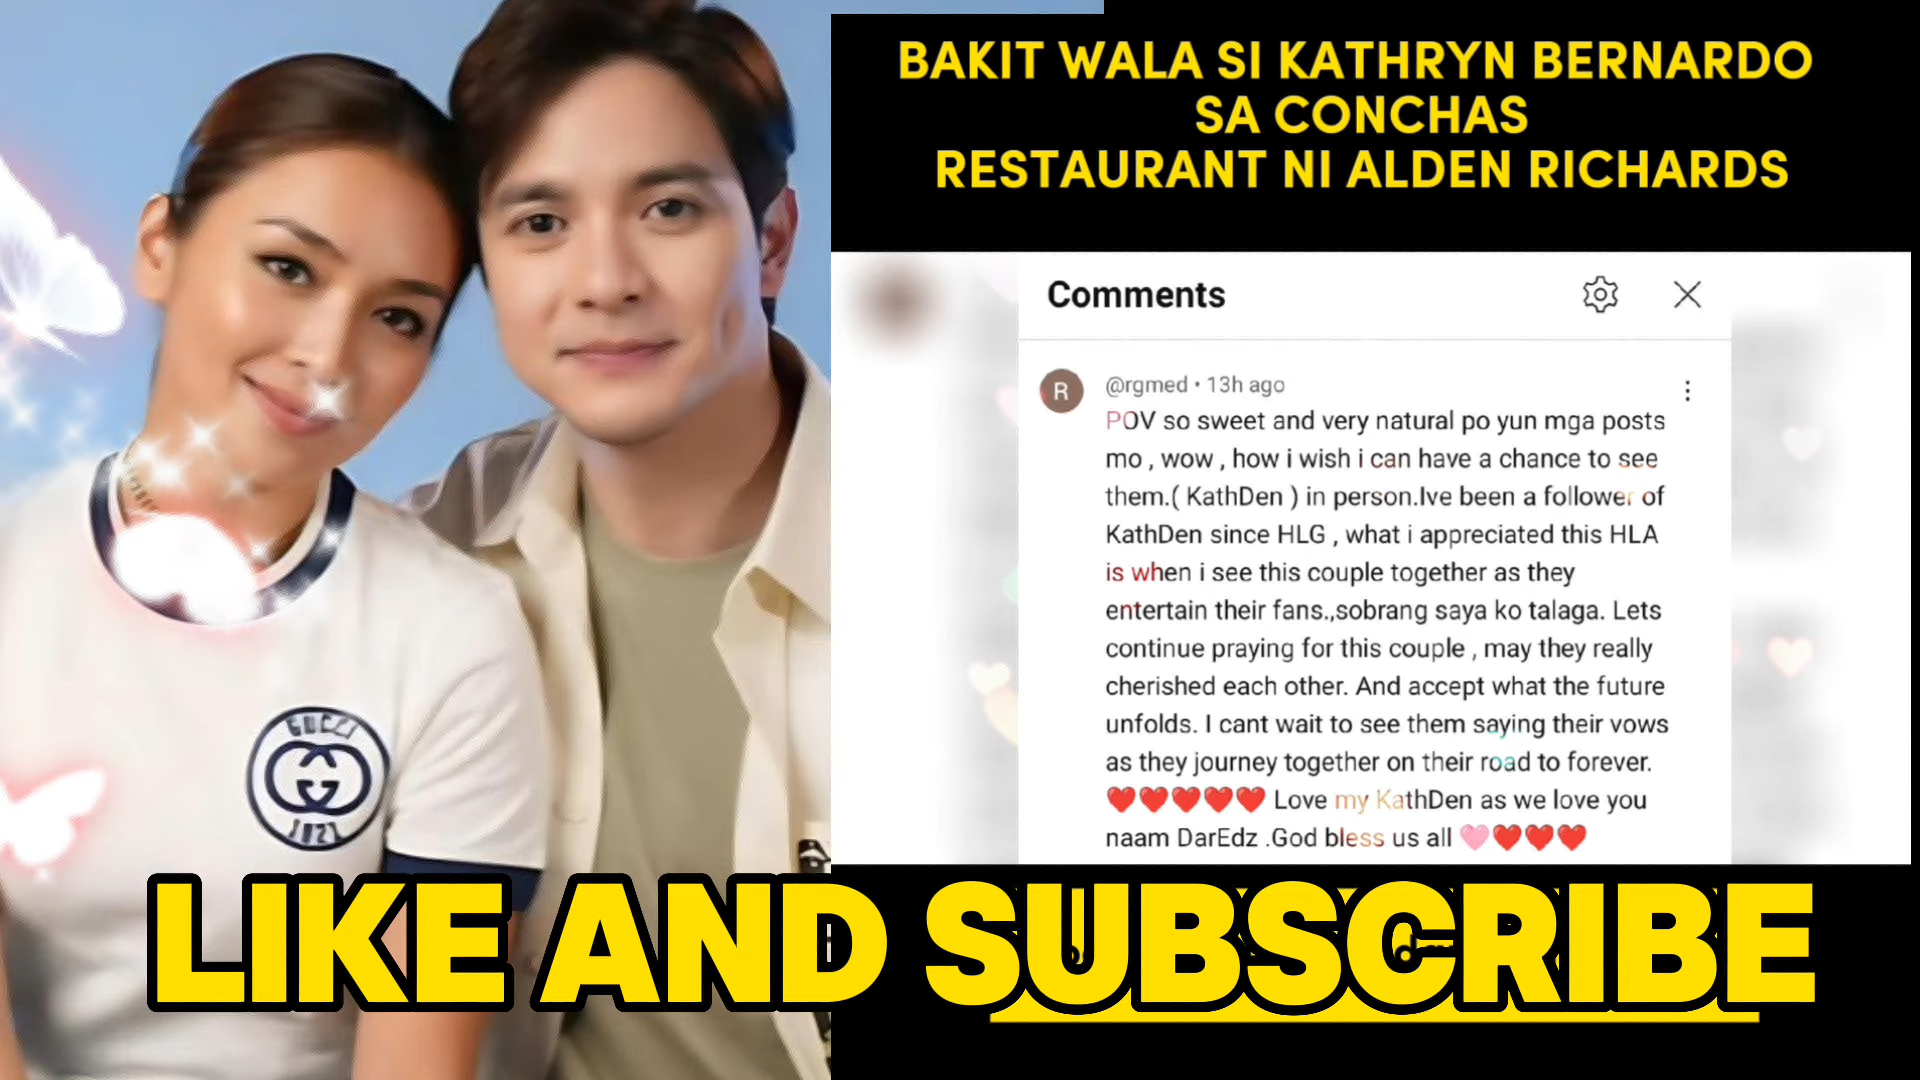 BAKIT WALA SI KATHRYN BERNARDO
SA CONCHAS
RESTAURANT NI ALDEN RICHARDS
Comments
R
@rgmed • 13h ago
POV so sweet and very natural po yun mga posts
mo , wow , how i wish i can have a chance to see
them.( KathDen ) in person.Ive been a follower of
KathDen since HLG , what i appreciated this HLA
is when i see this couple together as they
entertain their fans.,sobrang saya ko talaga. Lets
continue praying for this couple , may they really
cherished each other. And accept what the future
unfolds. I cant wait to see them saying their vows
as they journey together on their road to forever.
❤️❤️❤️❤️❤️ Love my KathDen as we love you
naam DarEdz .God bless us all 🩷❤️❤️❤️
GUCCI
1921
LIKE AND SUBSCRIBE